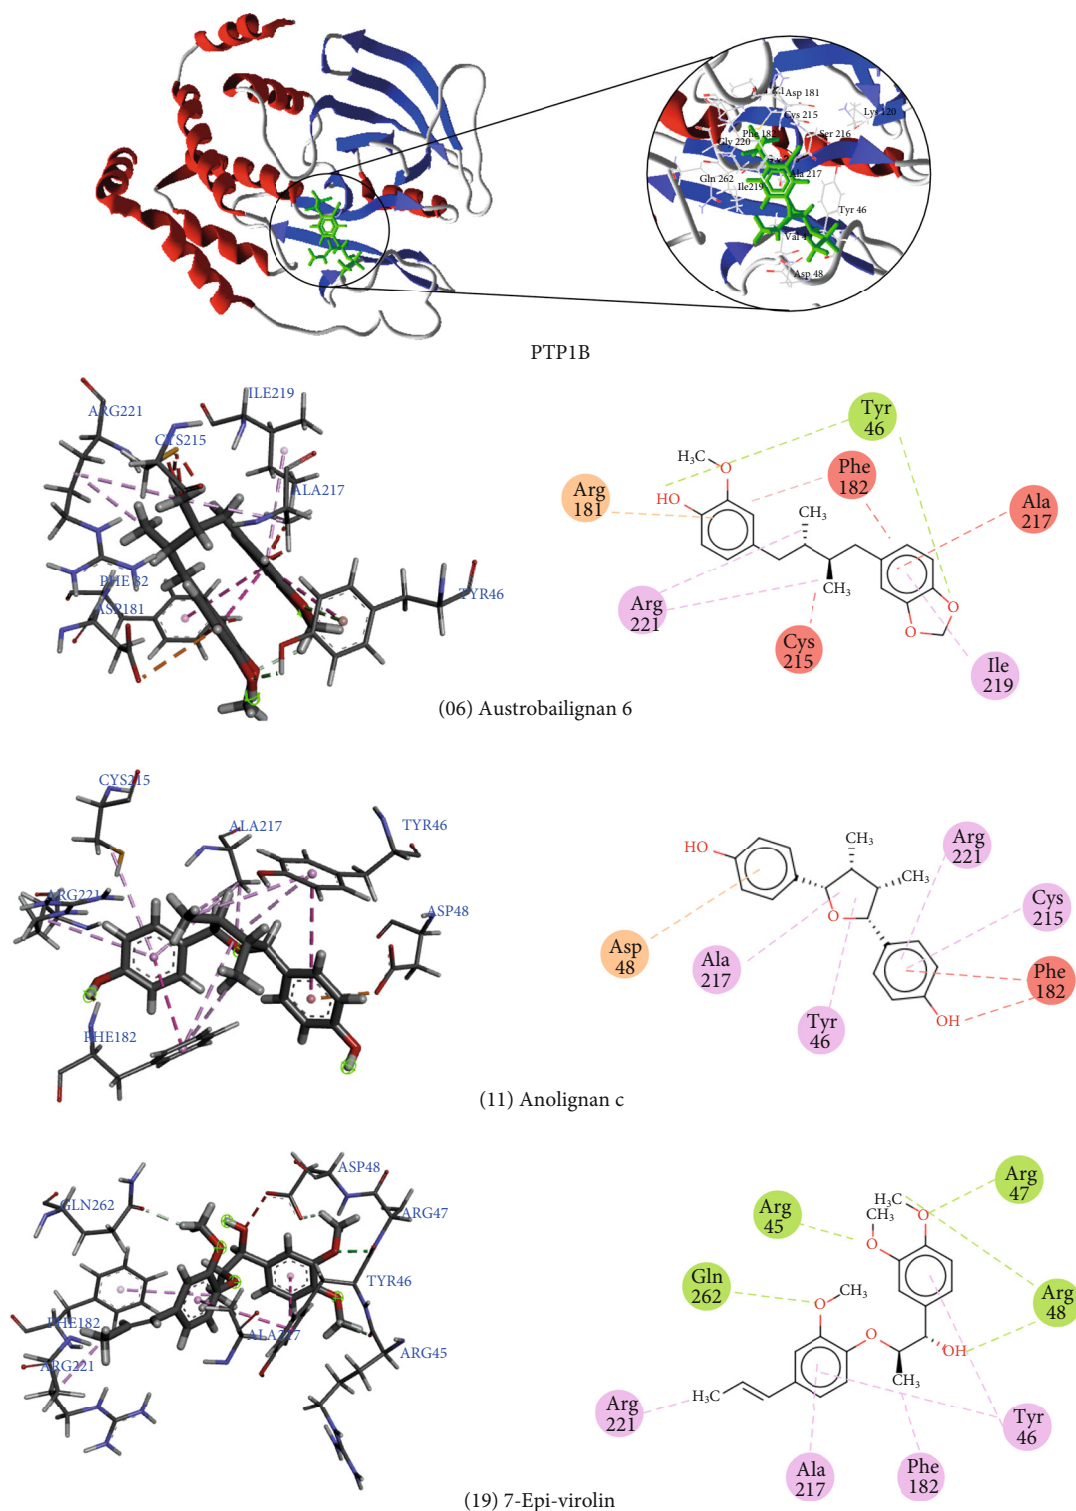 Asp 181
Cys 215
Lys 120
Phe 182
Ser 216
Gly 220
Ala 217
Gln 262
Ile219
Tyr 46
Asp 48
PTP1B
ILE219
ARG221
CYS215
ALA217
ASP181
TYR46
Tyr
46
Phe
182
Arg
181
Ala
217
H₃C
O
HO
CH₃
CH₃
Arg
221
Cys
215
O
O
Ile
219
(06) Austrobailignan 6
CYS215
ALA217
TYR46
ARG221
ASP48
PHE182
HO
CH₃
CH₃
O
OH
Arg
221
Cys
215
Phe
182
Asp
48
Ala
217
Tyr
46
(11) Anolignan c
ASP48
GLN262
ARG47
TYR46
PHE182
ALA217
ARG221
ARG45
Arg
47
Arg
45
H₃C
O
CH₃
O
Gln
262
Arg
48
O
CH₃
O
OH
CH₃
H₃C
Arg
221
Tyr
46
Ala
217
Phe
182
(19) 7-Epi-virolin